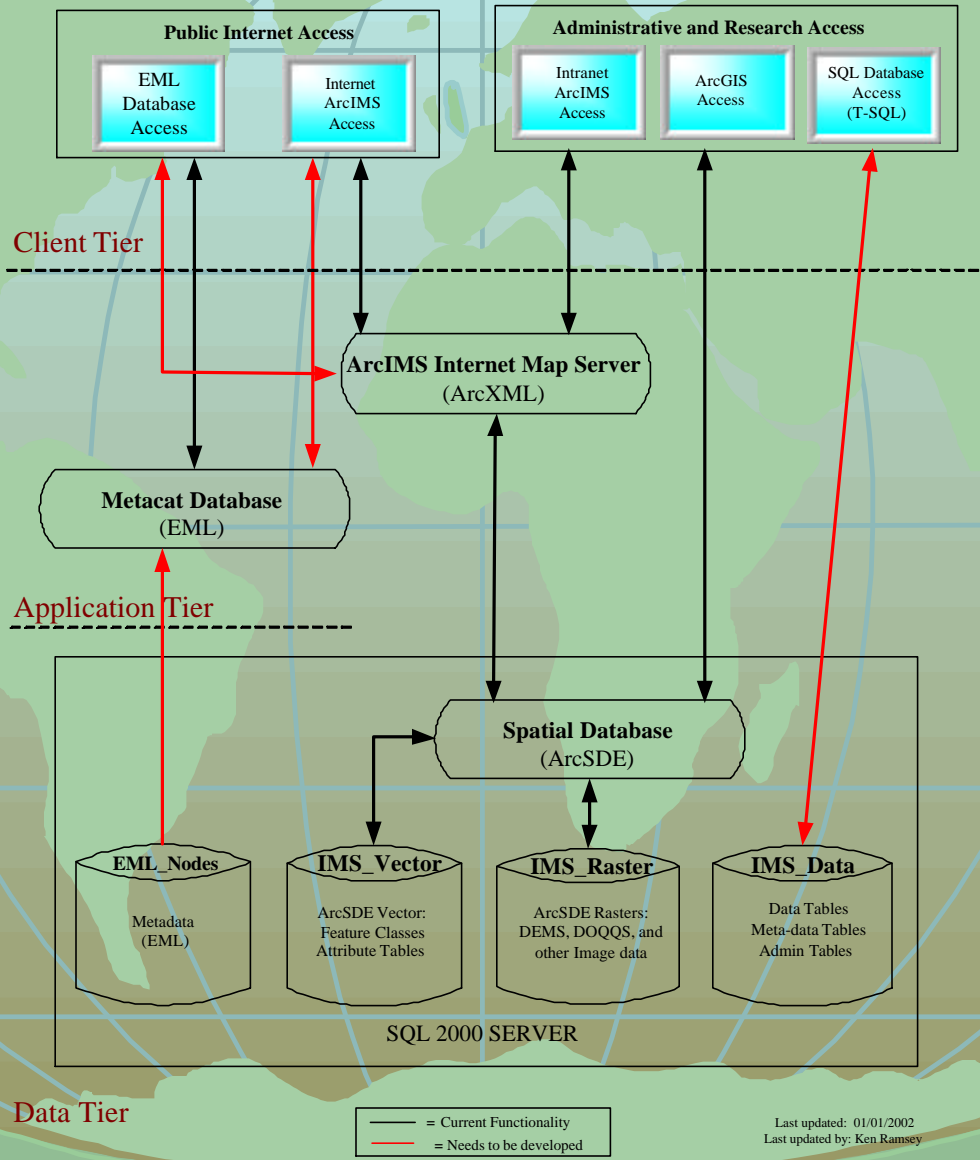 Public Internet Access
Administrative and Research Access
EML
Database
Access
Internet
ArcIMS
Access
Intranet
ArcIMS
Access
ArcGIS
Access
SQL Database
Access
(T-SQL)
Client Tier
ArcIMS Internet Map Server
(ArcXML)
Metacat Database
(EML)
Application Tier
Spatial Database
(ArcSDE)
EML_Nodes
Metadata
(EML)
IMS_Vector
ArcSDE Vector:
Feature Classes
Attribute Tables
IMS_Raster
ArcSDE Rasters:
DEMS, DOQQS, and
other Image data
IMS_Data
Data Tables
Meta-data Tables
Admin Tables
SQL 2000 SERVER
Data Tier
= Current Functionality
= Needs to be developed
Last updated: 01/01/2002
Last updated by: Ken Ramsey